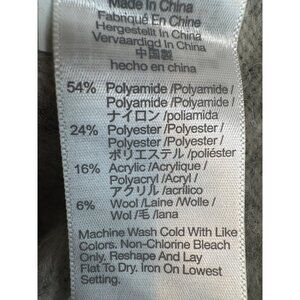 Made In China
Fabriqué En Chine
Hergestellt In China
Vervaardigd In China
中国製
hecho en china
54% Polyamide /Polyamide /
Polyamide /Polyamide /
ナイロン /poliamida
24% Polyester /Polyester /
Polyester /Polyester /
ポリエステル /poliéster
16% Acrylic /Acrylique /
Polyacryl /Acryl /
アクリル /acrílico
6% Wool /Laine /Wolle /
Wol /毛 /lana
Machine Wash Cold With Like
Colors. Non-Chlorine Bleach
Only. Reshape And Lay
Flat To Dry. Iron On Lowest
Setting.